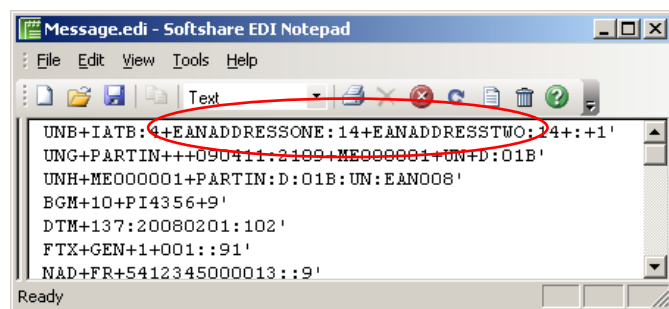 Message.edi - Softshare EDI Notepad
File Edit View Tools Help
Text
UNB+IATB:4+EANADDRESSONE:14+EANADDRESSTWO:14+:+1'
UNG+PARTIN+++090411:2109+ME000001+UN+D:01B'
UNH+ME000001+PARTIN:D:01B:UN:EAN008'
BGM+10+PI4356+9'
DTM+137:20080201:102'
FTX+GEN+1+001::91'
NAD+FR+5412345000013::9'
Ready